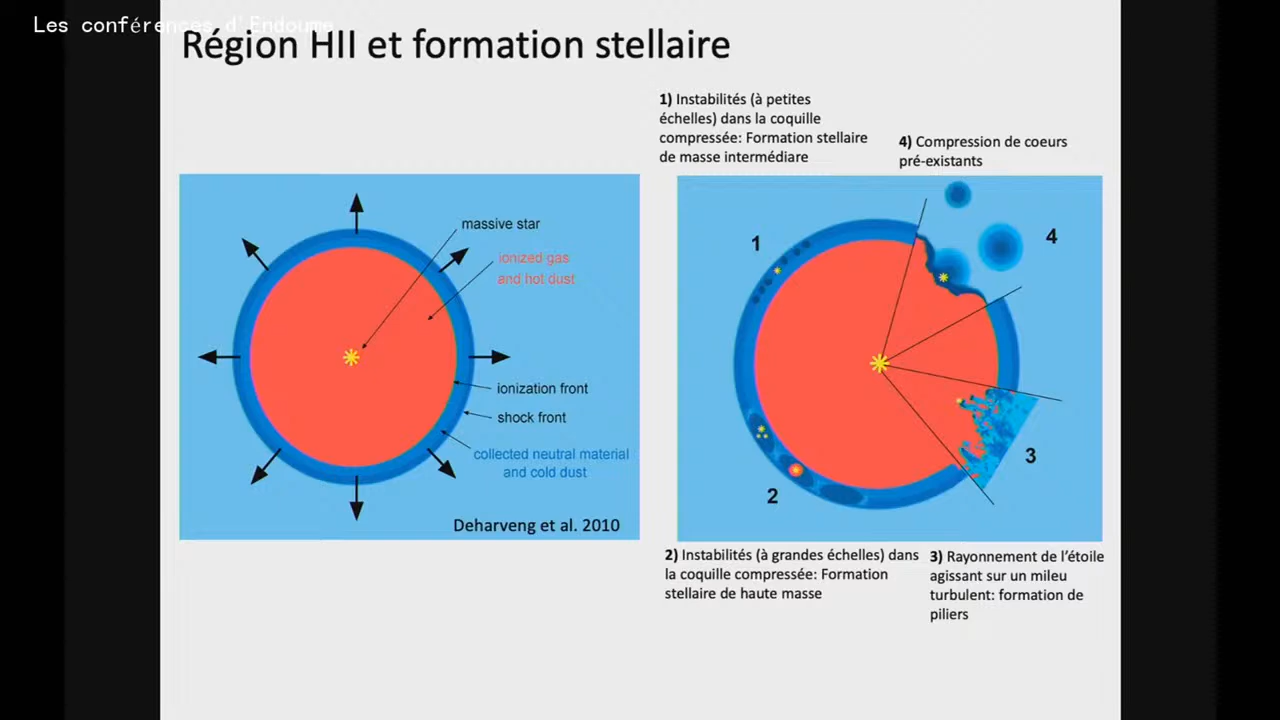 Les conférences d'Endoume
Région HII et formation stellaire
1) Instabilités (à petites
échelles) dans la coquille
compressée: Formation stellaire
de masse intermédiare
4) Compression de coeurs
pré-existants
massive star
ionized gas
and hot dust
ionization front
shock front
collected neutral material
and cold dust
Deharveng et al. 2010
1
4
3
2
2) Instabilités (à grandes échelles) dans
la coquille compressée: Formation
stellaire de haute masse
3) Rayonnement de l'étoile
agissant sur un mileu
turbulent: formation de
piliers